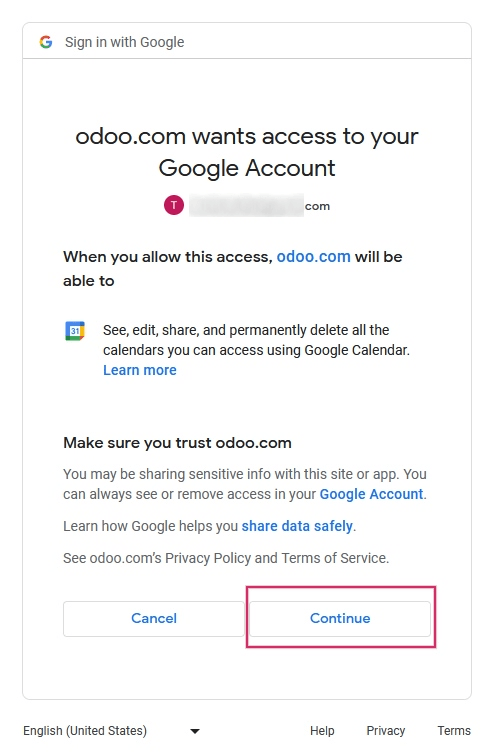 Sign in with Google
odoo.com wants access to your
Google Account
T
com
When you allow this access, odoo.com will be
able to
31
See, edit, share, and permanently delete all the
calendars you can access using Google Calendar.
Learn more
Make sure you trust odoo.com
You may be sharing sensitive info with this site or app. You
can always see or remove access in your Google Account.
Learn how Google helps you share data safely.
See odoo.com’s Privacy Policy and Terms of Service.
Cancel Continue
English (United States) Help Privacy Terms